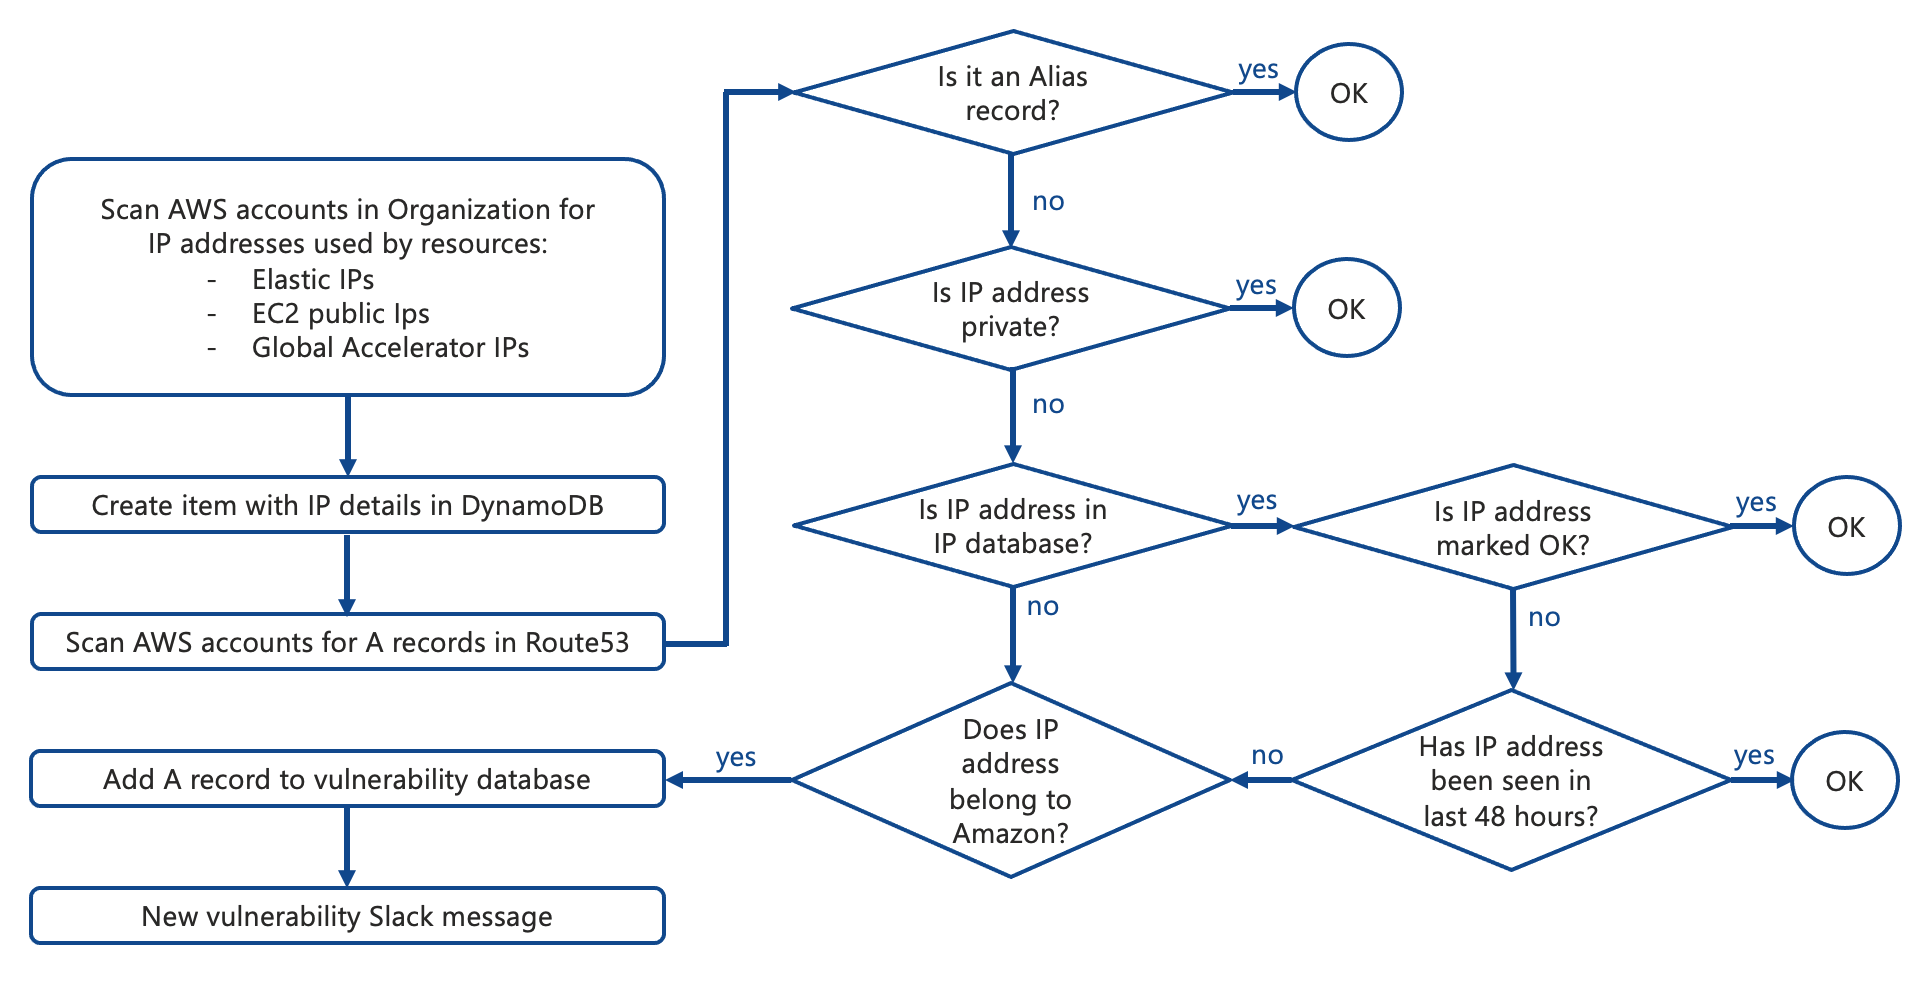 Scan AWS accounts in Organization for
IP addresses used by resources:
- Elastic IPs
- EC2 public Ips
- Global Accelerator IPs
Create item with IP details in DynamoDB
Scan AWS accounts for A records in Route53
Is it an Alias
record?
yes
OK
no
Is IP address
private?
yes
OK
no
Is IP address in
IP database?
yes
Is IP address
marked OK?
yes
OK
no
no
Has IP address
been seen in
last 48 hours?
yes
OK
no
Does IP
address
belong to
Amazon?
yes
Add A record to vulnerability database
New vulnerability Slack message